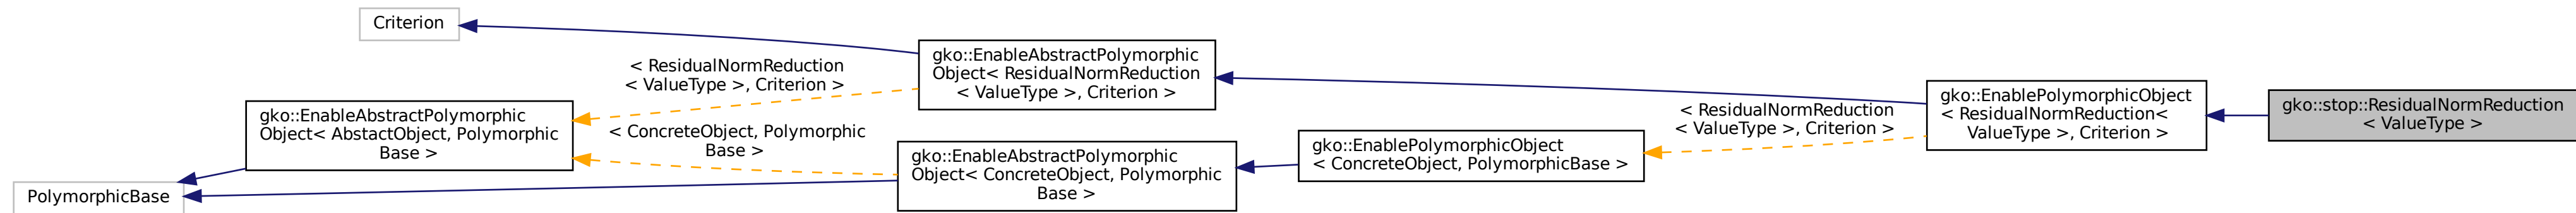 Criterion
gko::EnableAbstractPolymorphic
Object< ResidualNormReduction
< ValueType >, Criterion >
< ResidualNormReduction
< ValueType >, Criterion >
gko::EnableAbstractPolymorphic
Object< AbstactObject, Polymorphic
Base >
< ConcreteObject, Polymorphic
Base >
PolymorphicBase
gko::EnableAbstractPolymorphic
Object< ConcreteObject, Polymorphic
Base >
gko::EnablePolymorphicObject
< ConcreteObject, PolymorphicBase >
< ResidualNormReduction
< ValueType >, Criterion >
gko::EnablePolymorphicObject
< ResidualNormReduction<
ValueType >, Criterion >
gko::stop::ResidualNormReduction
< ValueType >